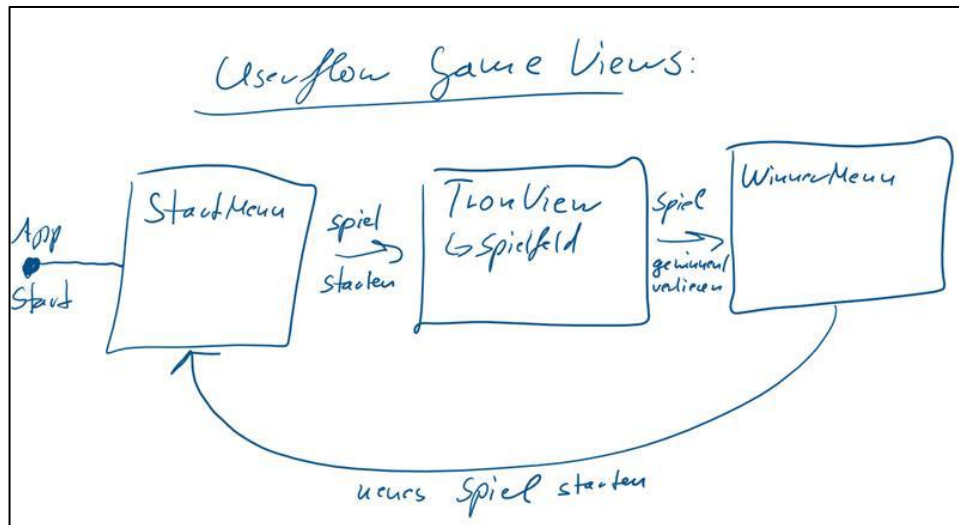 Userflow Game Views:
App
Start
StartMenu
Spiel
starten
TronView
↳ Spielfeld
Spiel
gewinnen/
verlieren
WinnerMenu
neues Spiel starten